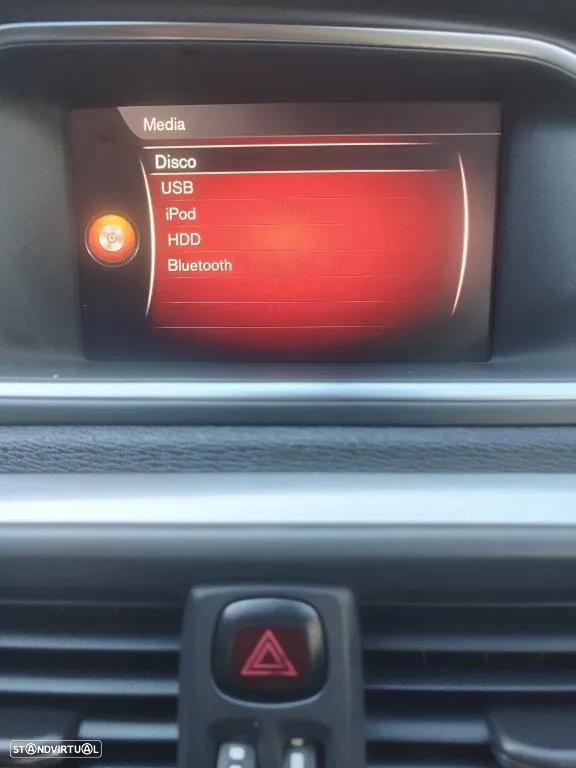 Media
Disco
USB
iPod
HDD
Bluetooth
STANDVIRTUAL